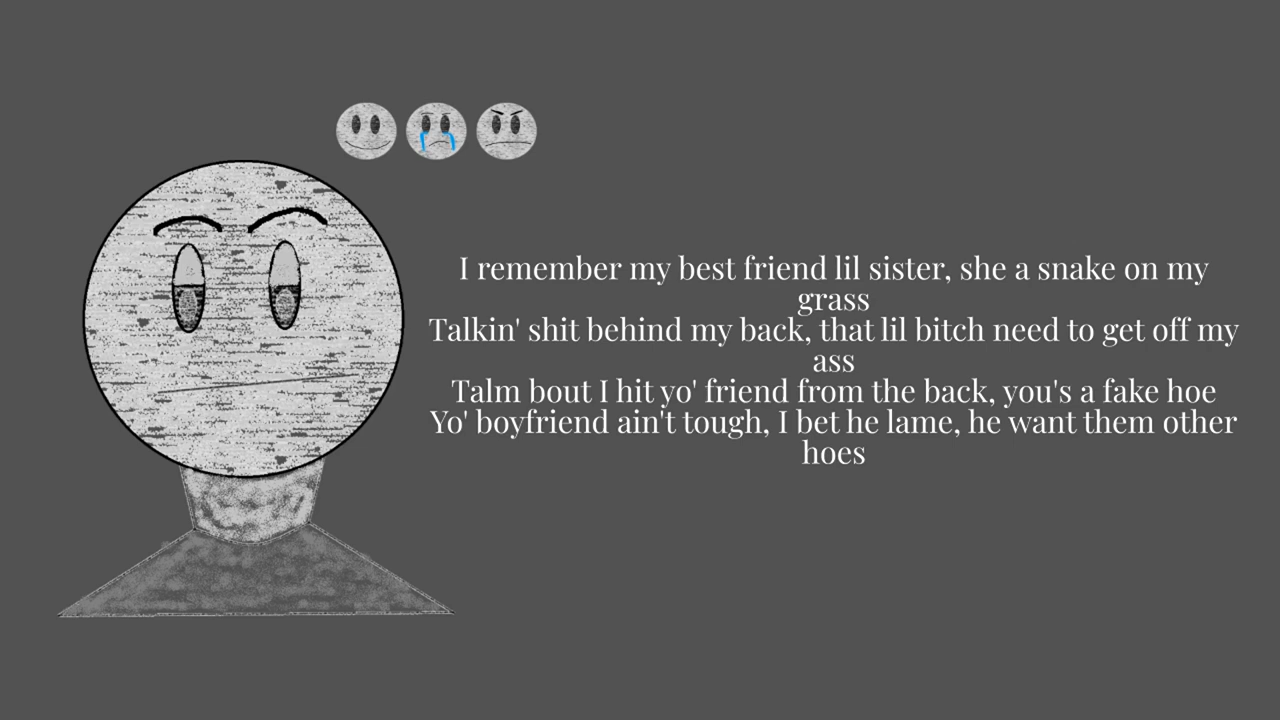 I remember my best friend lil sister, she a snake on my
grass
Talkin' shit behind my back, that lil bitch need to get off my
ass
Talm bout I hit yo' friend from the back, you's a fake hoe
Yo' boyfriend ain't tough, I bet he lame, he want them other
hoes